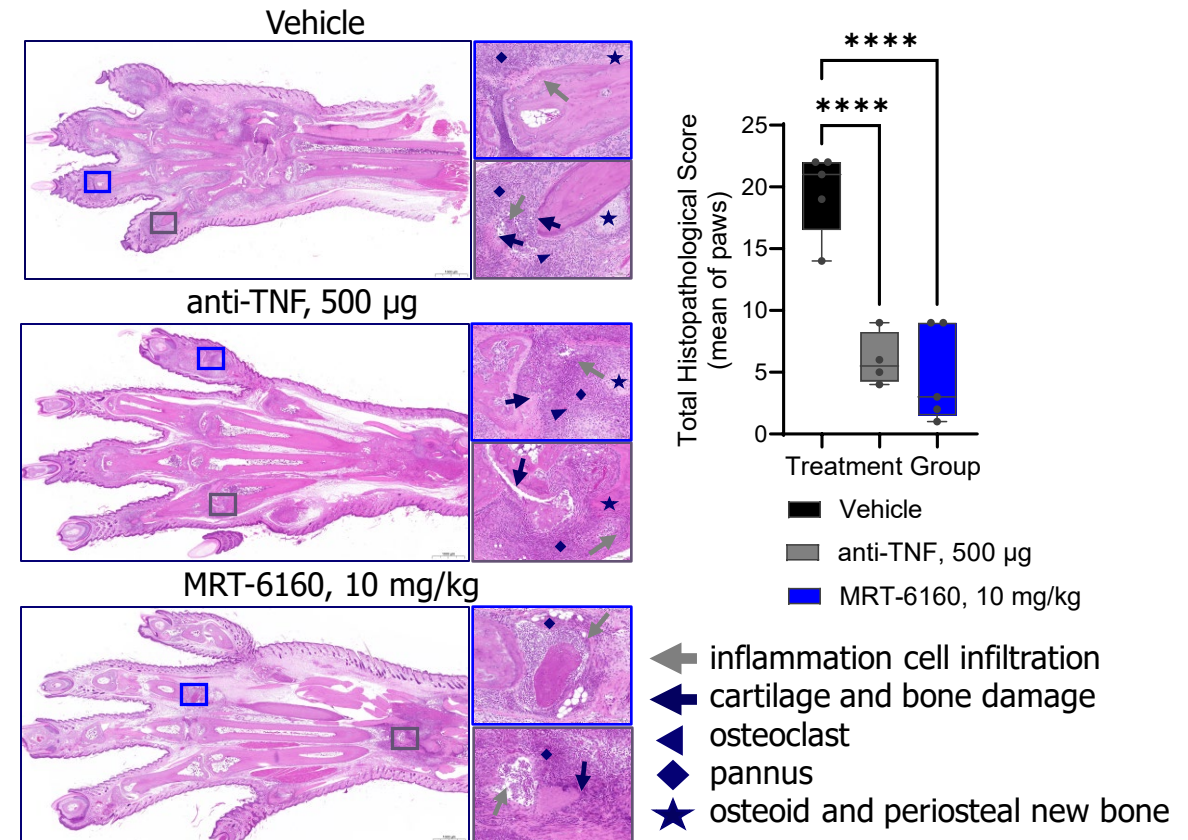 Vehicle
anti-TNF, 500 µg
MRT-6160, 10 mg/kg
****
****
Total Histopathological Score
(mean of paws)
25
20
15
10
5
0
Treatment Group
Vehicle
anti-TNF, 500 µg
MRT-6160, 10 mg/kg
inflammation cell infiltration
cartilage and bone damage
osteoclast
pannus
osteoid and periosteal new bone